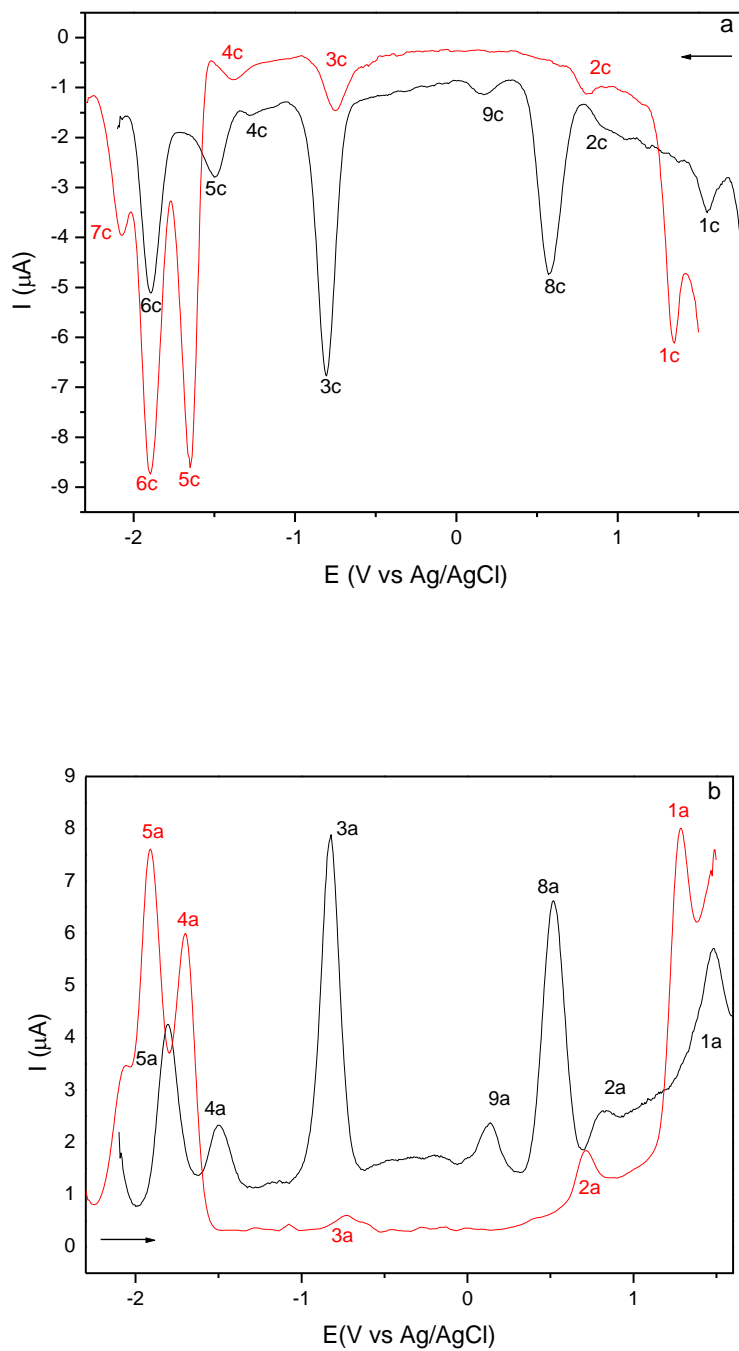 a
0
-1
-2
-3
-4
-5
-6
-7
-8
-9
I (µA)
4c
3c
2c
9c
2c
4c
5c
1c
7c
6c
8c
1c
3c
6c
5c
-2
-1
0
1
E (V vs Ag/AgCl)
b
9
8
7
6
5
4
3
2
1
0
I (µA)
5a
3a
1a
4a
8a
5a
1a
4a
9a
2a
2a
3a
-2
-1
0
1
E(V vs Ag/AgCl)